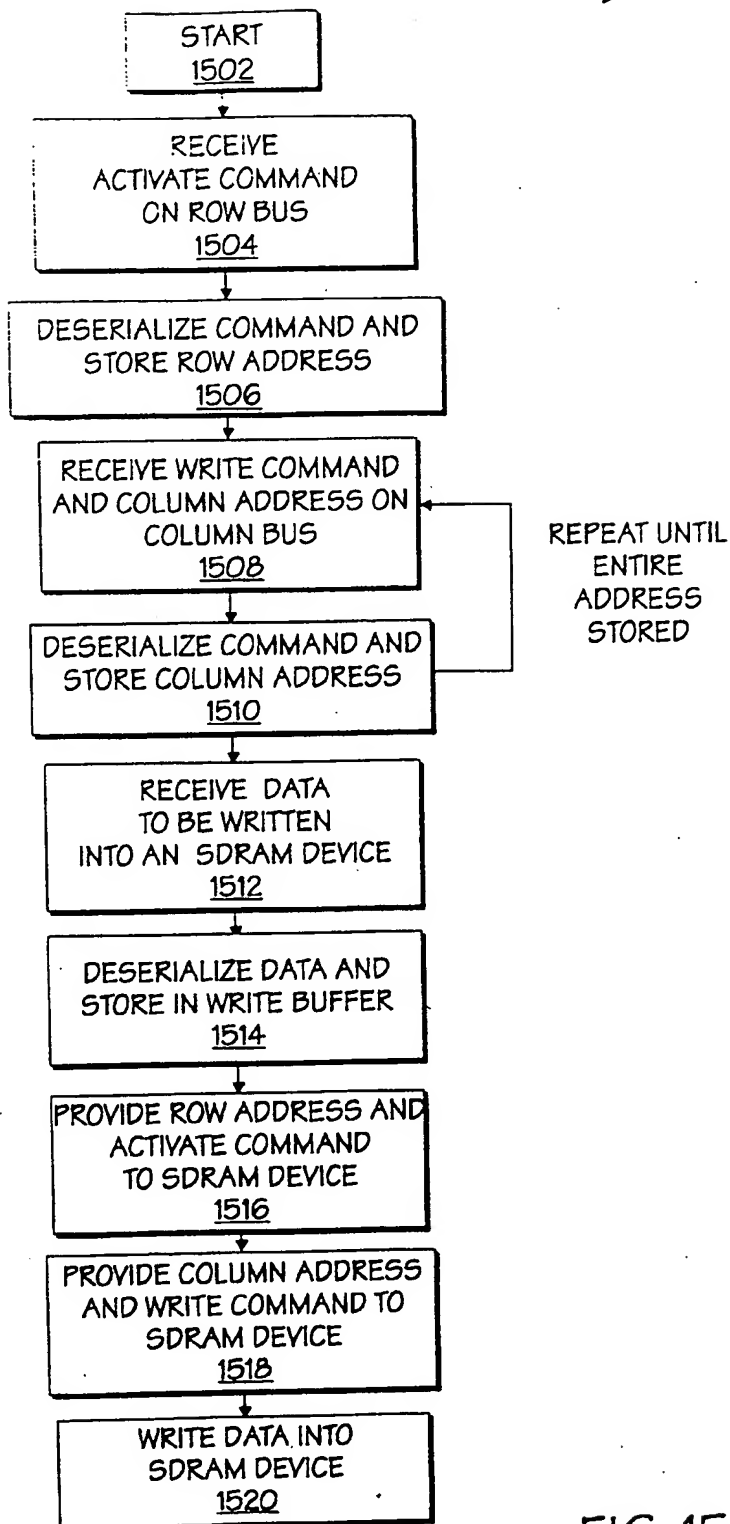 START
1502
RECEIVE
ACTIVATE COMMAND
ON ROW BUS
1504
DESERIALIZE COMMAND AND
STORE ROW ADDRESS
1506
RECEIVE WRITE COMMAND
AND COLUMN ADDRESS ON
COLUMN BUS
1508
REPEAT UNTIL
ENTIRE
ADDRESS
STORED
DESERIALIZE COMMAND AND
STORE COLUMN ADDRESS
1510
RECEIVE DATA
TO BE WRITTEN
INTO AN SDRAM DEVICE
1512
DESERIALIZE DATA AND
STORE IN WRITE BUFFER
1514
PROVIDE ROW ADDRESS AND
ACTIVATE COMMAND
TO SDRAM DEVICE
1516
PROVIDE COLUMN ADDRESS
AND WRITE COMMAND TO
SDRAM DEVICE
1518
WRITE DATA INTO
SDRAM DEVICE
1520